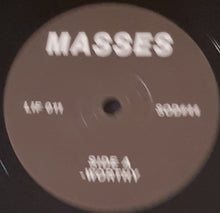 MASSES
LIF 011
SIDE A
WORTHY